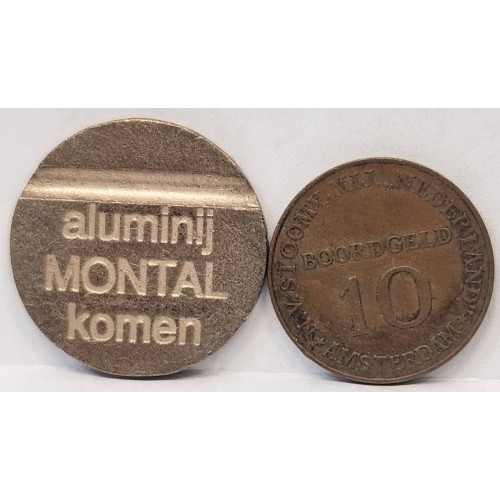 aluminij
MONTAL
komen
N.V. STOOMV. MIJ. „NEDERLAND”
BOORDGELD
10
AMSTERDAM